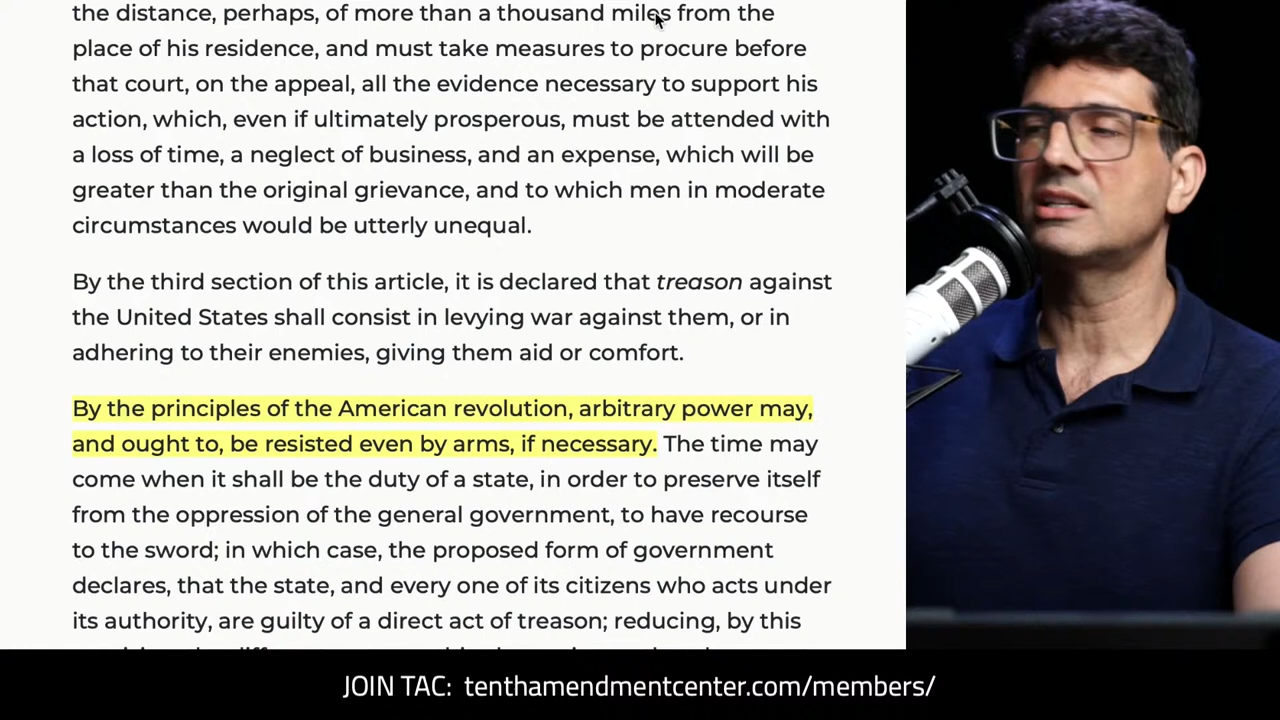 the distance, perhaps, of more than a thousand miles from the
place of his residence, and must take measures to procure before
that court, on the appeal, all the evidence necessary to support his
action, which, even if ultimately prosperous, must be attended with
a loss of time, a neglect of business, and an expense, which will be
greater than the original grievance, and to which men in moderate
circumstances would be utterly unequal.
By the third section of this article, it is declared that treason against
the United States shall consist in levying war against them, or in
adhering to their enemies, giving them aid or comfort.
By the principles of the American revolution, arbitrary power may,
and ought to, be resisted even by arms, if necessary. The time may
come when it shall be the duty of a state, in order to preserve itself
from the oppression of the general government, to have recourse
to the sword; in which case, the proposed form of government
declares, that the state, and every one of its citizens who acts under
its authority, are guilty of a direct act of treason; reducing, by this
JOIN TAC: tenthamendmentcenter.com/members/